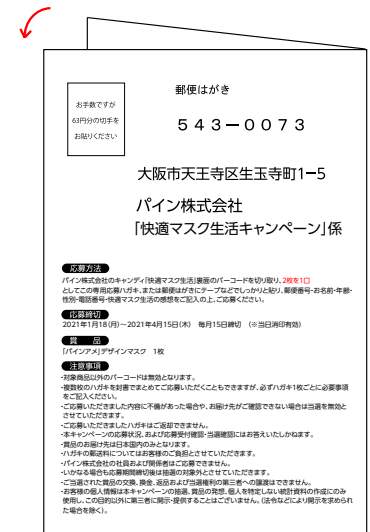 郵便はがき
お手数ですが
63円分の切手を
お貼りください
543ー0073
大阪市天王寺区生玉寺町1ー5
パイン株式会社
「快適マスク生活キャンペーン」係
応募方法
パイン株式会社のキャンディ「快適マスク生活」裏面のバーコードを切り取り、2枚を1口
としてこの専用応募ハガキ、または郵便はがきにテープなどでしっかりと貼り、郵便番号・お名前・年齢・
性別・電話番号・快適マスク生活の感想をご記入の上、ご応募ください。
応募締切
2021年1月18(月)〜2021年4月15日(木) 毎月15日締切 (※当日消印有効)
賞 品
「パインアメ」デザインマスク 1枚
注意事項
・対象商品以外のバーコードは無効となります。
・複数枚のハガキを封書でまとめてご応募いただくこともできますが、必ずハガキ1枚ごとに必要事項
をご記入ください。
・ご応募いただきました内容に不備があった場合や、お届け先がご確認できない場合は当選を無効と
させていただきます。
・ご応募いただきましたハガキはご返却できません。
・本キャンペーンの応募状況、および応募受付確認・当選確認にはお答えいたしかねます。
・賞品のお届け先は日本国内のみとなります。
・ハガキの郵送料についてはお客様のご負担とさせていただきます。
・パイン株式会社の社員および関係者はご応募できません。
・いかなる場合も応募期間締切後は抽選の対象外とさせていただきます。
・ご当選された賞品の交換、換金、返品および当選権利の第三者への譲渡はできません。
・お客様の個人情報は本キャンペーンの抽選、賞品の発想、個人を特定しない統計資料の作成にのみ
使用し、この目的以外に第三者に開示・提供することはございません。(法令などにより開示を求められ
た場合を除く)。